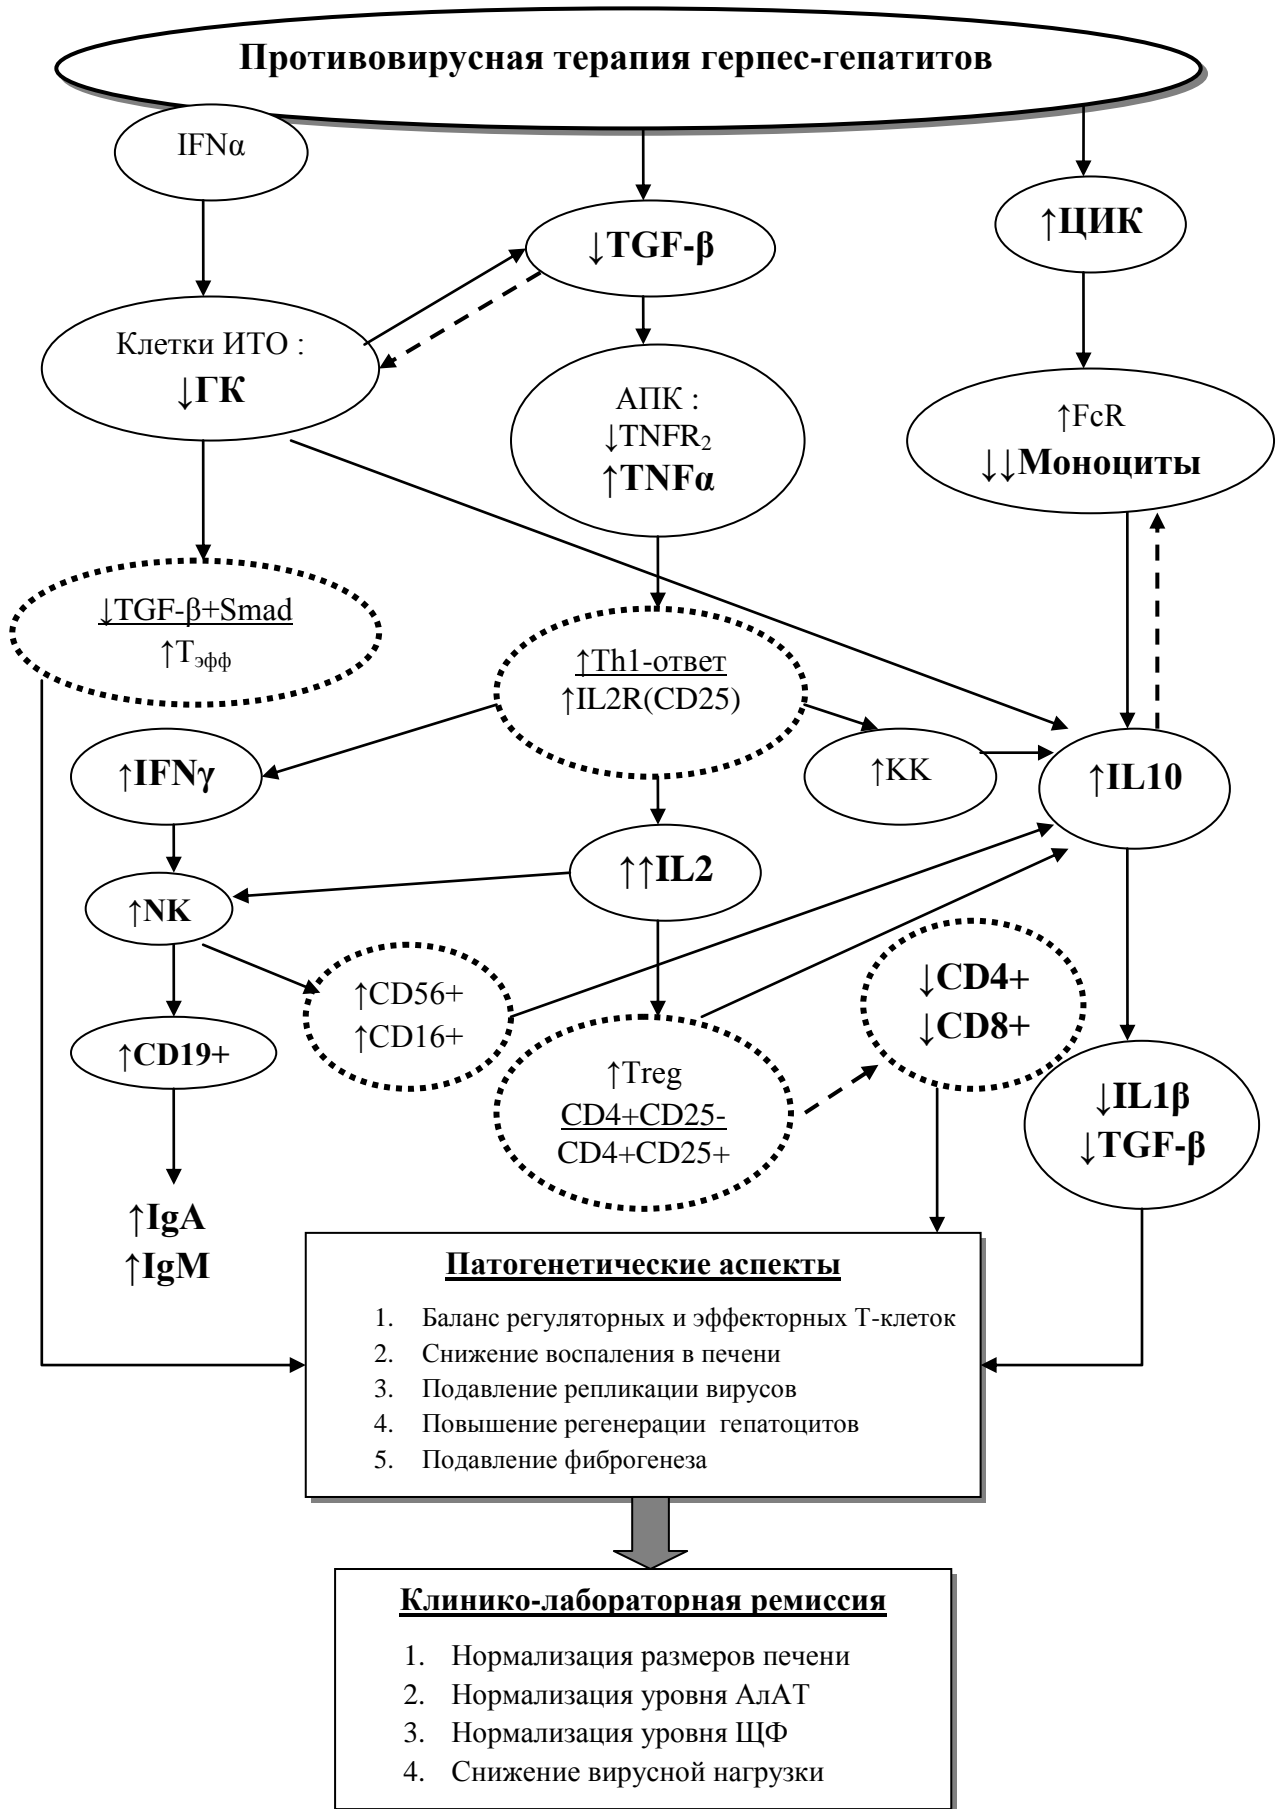 Противовирусная терапия герпес-гепатитов
IFNα
↓TGF-β
↑ЦИК
Клетки ИТО :
↓ГК
АПК :
↓TNFR₂
↑TNFα
↑FcR
↓↓Моноциты
↓TGF-β+Smad
↑Tэфф
↑Th1-ответ
↑IL2R(CD25)
↑IFNγ
↑КК
↑IL10
↑↑IL2
↑NK
↑CD56+
↑CD16+
↓CD4+
↓CD8+
↑CD19+
↑Treg
CD4+CD25-
CD4+CD25+
↓IL1β
↓TGF-β
↑IgA
↑IgM
Патогенетические аспекты
1. Баланс регуляторных и эффекторных Т-клеток
2. Снижение воспаления в печени
3. Подавление репликации вирусов
4. Повышение регенерации гепатоцитов
5. Подавление фиброгенеза
Клинико-лабораторная ремиссия
1. Нормализация размеров печени
2. Нормализация уровня АлАТ
3. Нормализация уровня ЩФ
4. Снижение вирусной нагрузки